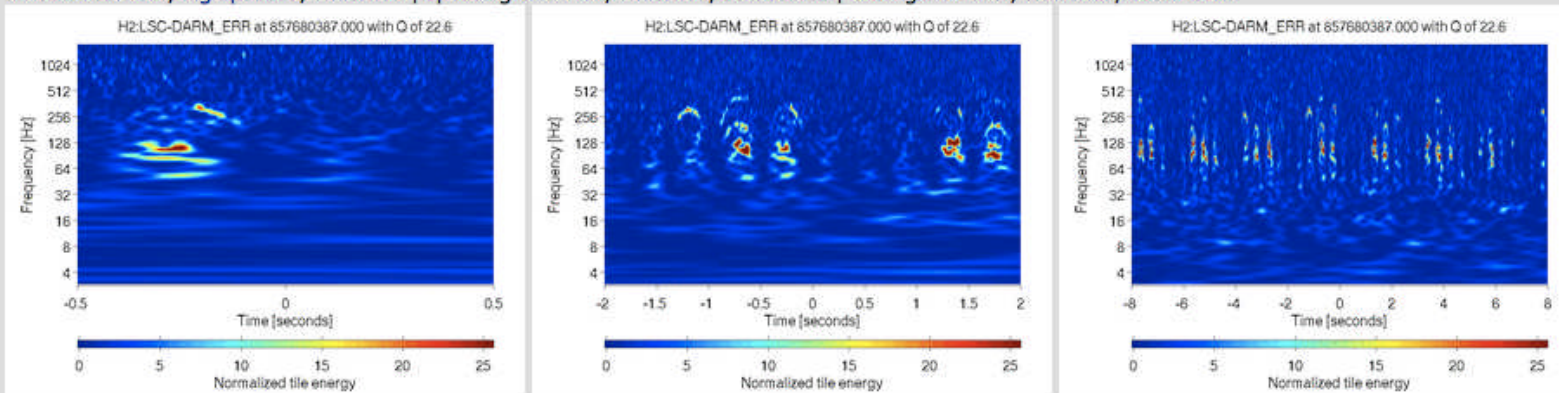 H2:LSC-DARM_ERR at 857680387.000 with Q of 22.6
Frequency [Hz]
1024
512
256
128
64
32
16
8
4
-0.5 0 0.5
Time [seconds]
0 5 10 15 20 25
Normalized tile energy
H2:LSC-DARM_ERR at 857680387.000 with Q of 22.6
Frequency [Hz]
1024
512
256
128
64
32
16
8
4
-2 -1.5 -1 -0.5 0 0.5 1 1.5 2
Time [seconds]
0 5 10 15 20 25
Normalized tile energy
H2:LSC-DARM_ERR at 857680387.000 with Q of 22.6
Frequency [Hz]
1024
512
256
128
64
32
16
8
4
-8 -6 -4 -2 0 2 4 6 8
Time [seconds]
0 5 10 15 20 25
Normalized tile energy